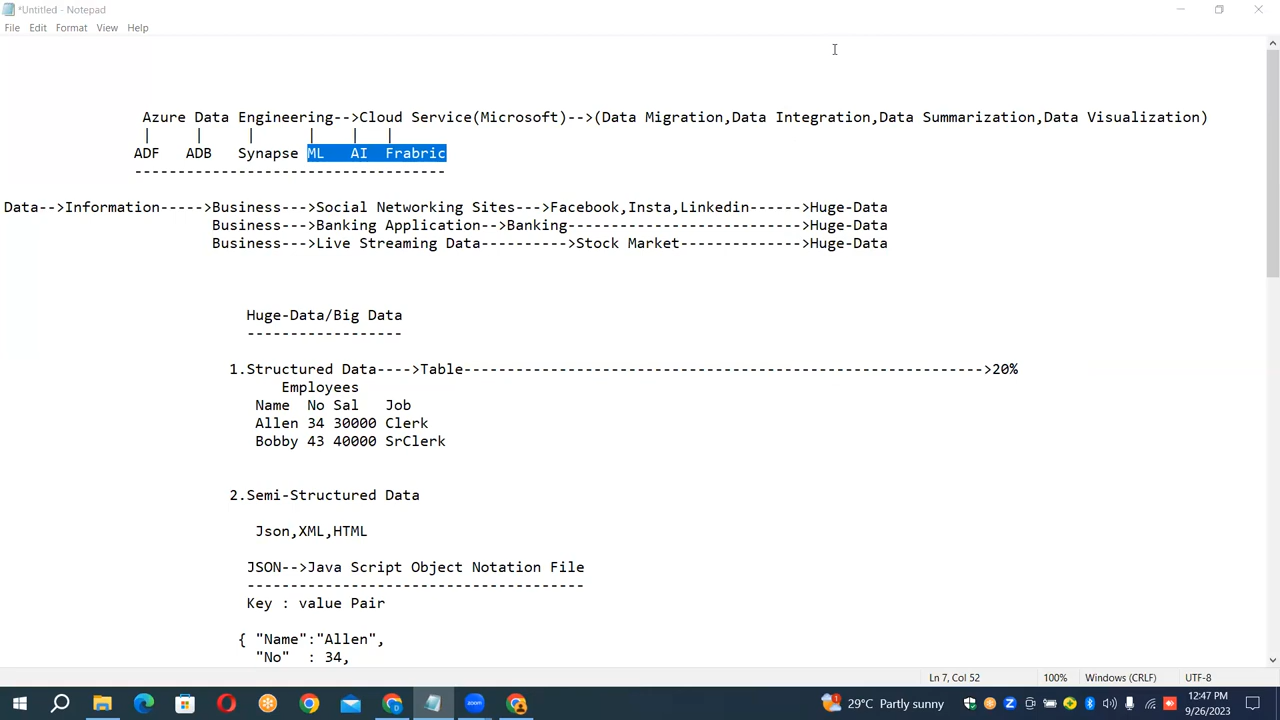 *Untitled - Notepad
File Edit Format View Help
Azure Data Engineering-->Cloud Service(Microsoft)-->(Data Migration,Data Integration,Data Summarization,Data Visualization)
| | | | | |
ADF ADB Synapse ML AI Frabric
------------------------------------
Data-->Information----->Business--->Social Networking Sites--->Facebook,Insta,Linkedin------>Huge-Data
Business--->Banking Application-->Banking--------------------------->Huge-Data
Business--->Live Streaming Data---------->Stock Market-------------->Huge-Data
Huge-Data/Big Data
------------------
1.Structured Data---->Table------------------------------------------------------------>20%
Employees
Name No Sal Job
Allen 34 30000 Clerk
Bobby 43 40000 SrClerk
2.Semi-Structured Data
Json,XML,HTML
JSON-->Java Script Object Notation File
---------------------------------------
Key : value Pair
{ "Name":"Allen",
"No" : 34,
Ln 7, Col 52 100% Windows (CRLF) UTF-8
29°C Partly sunny
12:47 PM
9/26/2023